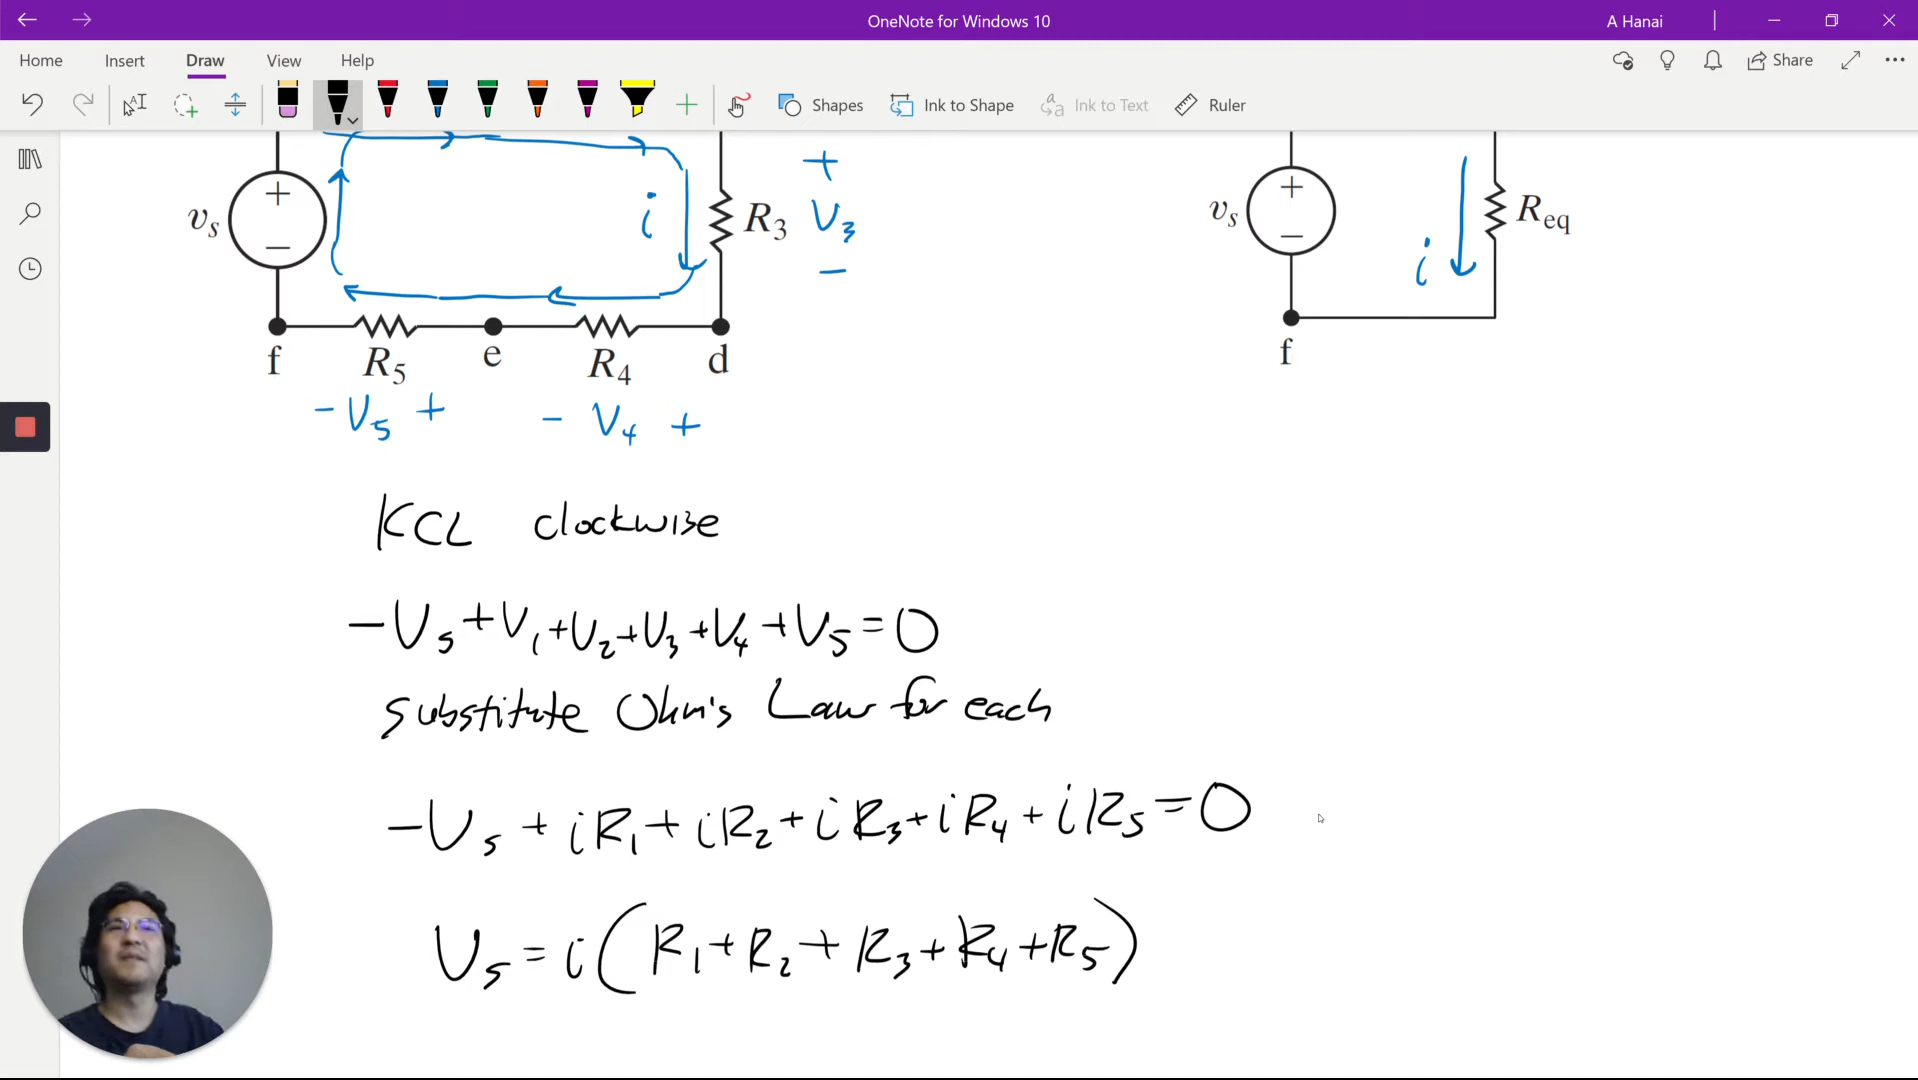 OneNote for Windows 10
A Hanai
Home Insert Draw View Help
Share
Shapes Ink to Shape Ink to Text Ruler
+
v_s
−
i
R_3
+
V_3
−
f R_5 e R_4 d
− V_5 + − V_4 +
+
v_s
−
i
R_eq
f
KCL clockwise
−V_s + V_1 + V_2 + V_3 + V_4 + V_5 = 0
substitute Ohm's Law for each
−V_s + iR_1 + iR_2 + iR_3 + iR_4 + iR_5 = 0
V_s = i(R_1 + R_2 + R_3 + R_4 + R_5)